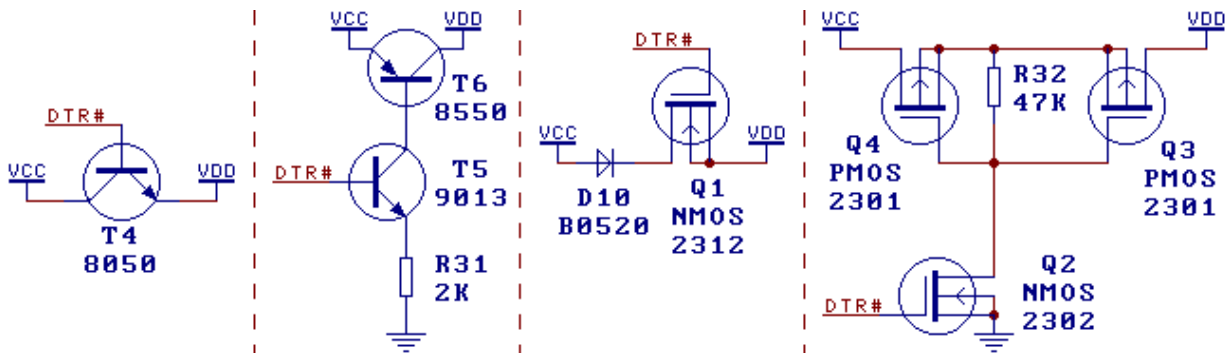 DTR#
VCC
VDD
T4
8050
VCC
VDD
T6
8550
DTR#
T5
9013
R31
2K
DTR#
VCC
VDD
D10
B0520
Q1
NMOS
2312
VCC
VDD
R32
47K
Q4
PMOS
2301
Q3
PMOS
2301
DTR#
Q2
NMOS
2302